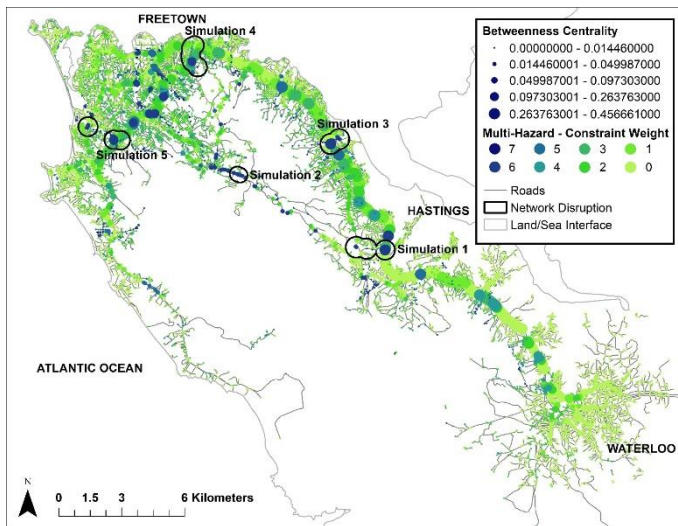 FREETOWN
Simulation 4
Simulation 3
Simulation 5
Simulation 2
HASTINGS
Simulation 1
ATLANTIC OCEAN
WATERLOO
N
0 1.5 3 6 Kilometers
Betweenness Centrality
0.00000000 - 0.014460000
0.014460001 - 0.049987000
0.049987001 - 0.097303000
0.097303001 - 0.263763000
0.263763001 - 0.456661000
Multi-Hazard - Constraint Weight
7 5 3 1
6 4 2 0
Roads
Network Disruption
Land/Sea Interface